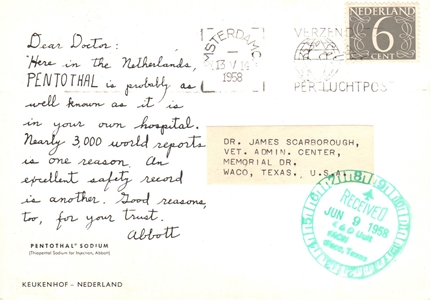 Dear Doctor:
Here in the Netherlands,
PENTOTHAL is probably as
well known as it is
in your own hospital.
Nearly 3,000 world reports
is one reason. An
excellent safety record
is another. Good reasons,
too, for your trust.
Abbott
PENTOTHAL® SODIUM
(Thiopental Sodium for Injection, Abbott)
KEUKENHOF – NEDERLAND
AMSTERDAM
13 V
1958
VERZEND
PER LUCHTPOST
NEDERLAND
6
CENT
DR. JAMES SCARBOROUGH,
VET. ADMIN. CENTER,
MEMORIAL DR.
WACO, TEXAS, U.S.A.
RECEIVED
JUN 9 1958
Waco, Texas